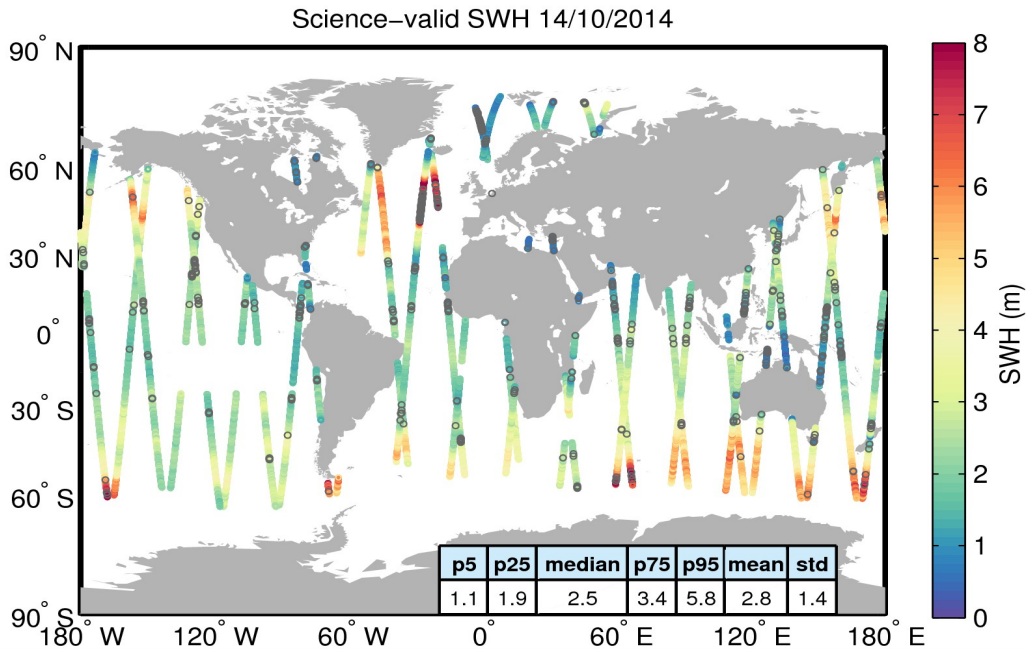 Science−valid SWH 14/10/2014
90° N
60° N
30° N
0°
30° S
60° S
90° S
180° W
120° W
60° W
0°
60° E
120° E
180° E
p5 p25 median p75 p95 mean std
1.1 1.9 2.5 3.4 5.8 2.8 1.4
8
7
6
5
4
3
2
1
0
SWH (m)